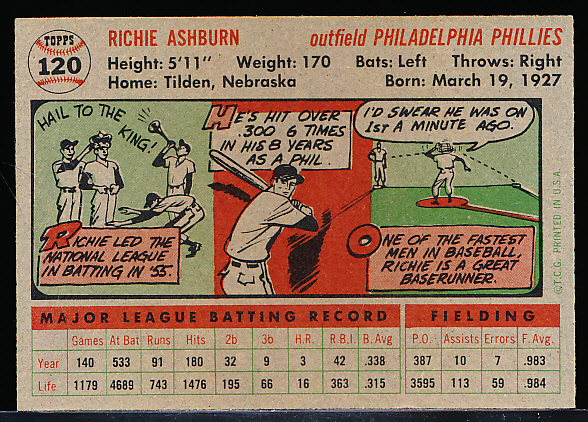 TOPPS
120
RICHIE ASHBURN
outfield PHILADELPHIA PHILLIES
Height: 5'11" Weight: 170 Bats: Left Throws: Right
Home: Tilden, Nebraska Born: March 19, 1927
HAIL TO THE
KING!
RICHIE LED THE
NATIONAL LEAGUE
IN BATTING IN '55.
HE'S HIT OVER
.300 6 TIMES
IN HIS 8 YEARS
AS A PHIL.
I'D SWEAR HE WAS ON
1ST A MINUTE AGO.
ONE OF THE FASTEST
MEN IN BASEBALL,
RICHIE IS A GREAT
BASERUNNER.
©T.C.G. PRINTED IN U.S.A.
MAJOR LEAGUE BATTING RECORD
Games At Bat Runs Hits 2b 3b H.R. R.B.I. B. Avg
Year 140 533 91 180 32 9 3 42 .338
Life 1179 4689 743 1476 195 66 16 363 .315
FIELDING
P.O. Assists Errors F. Avg.
387 10 7 .983
3595 113 59 .984